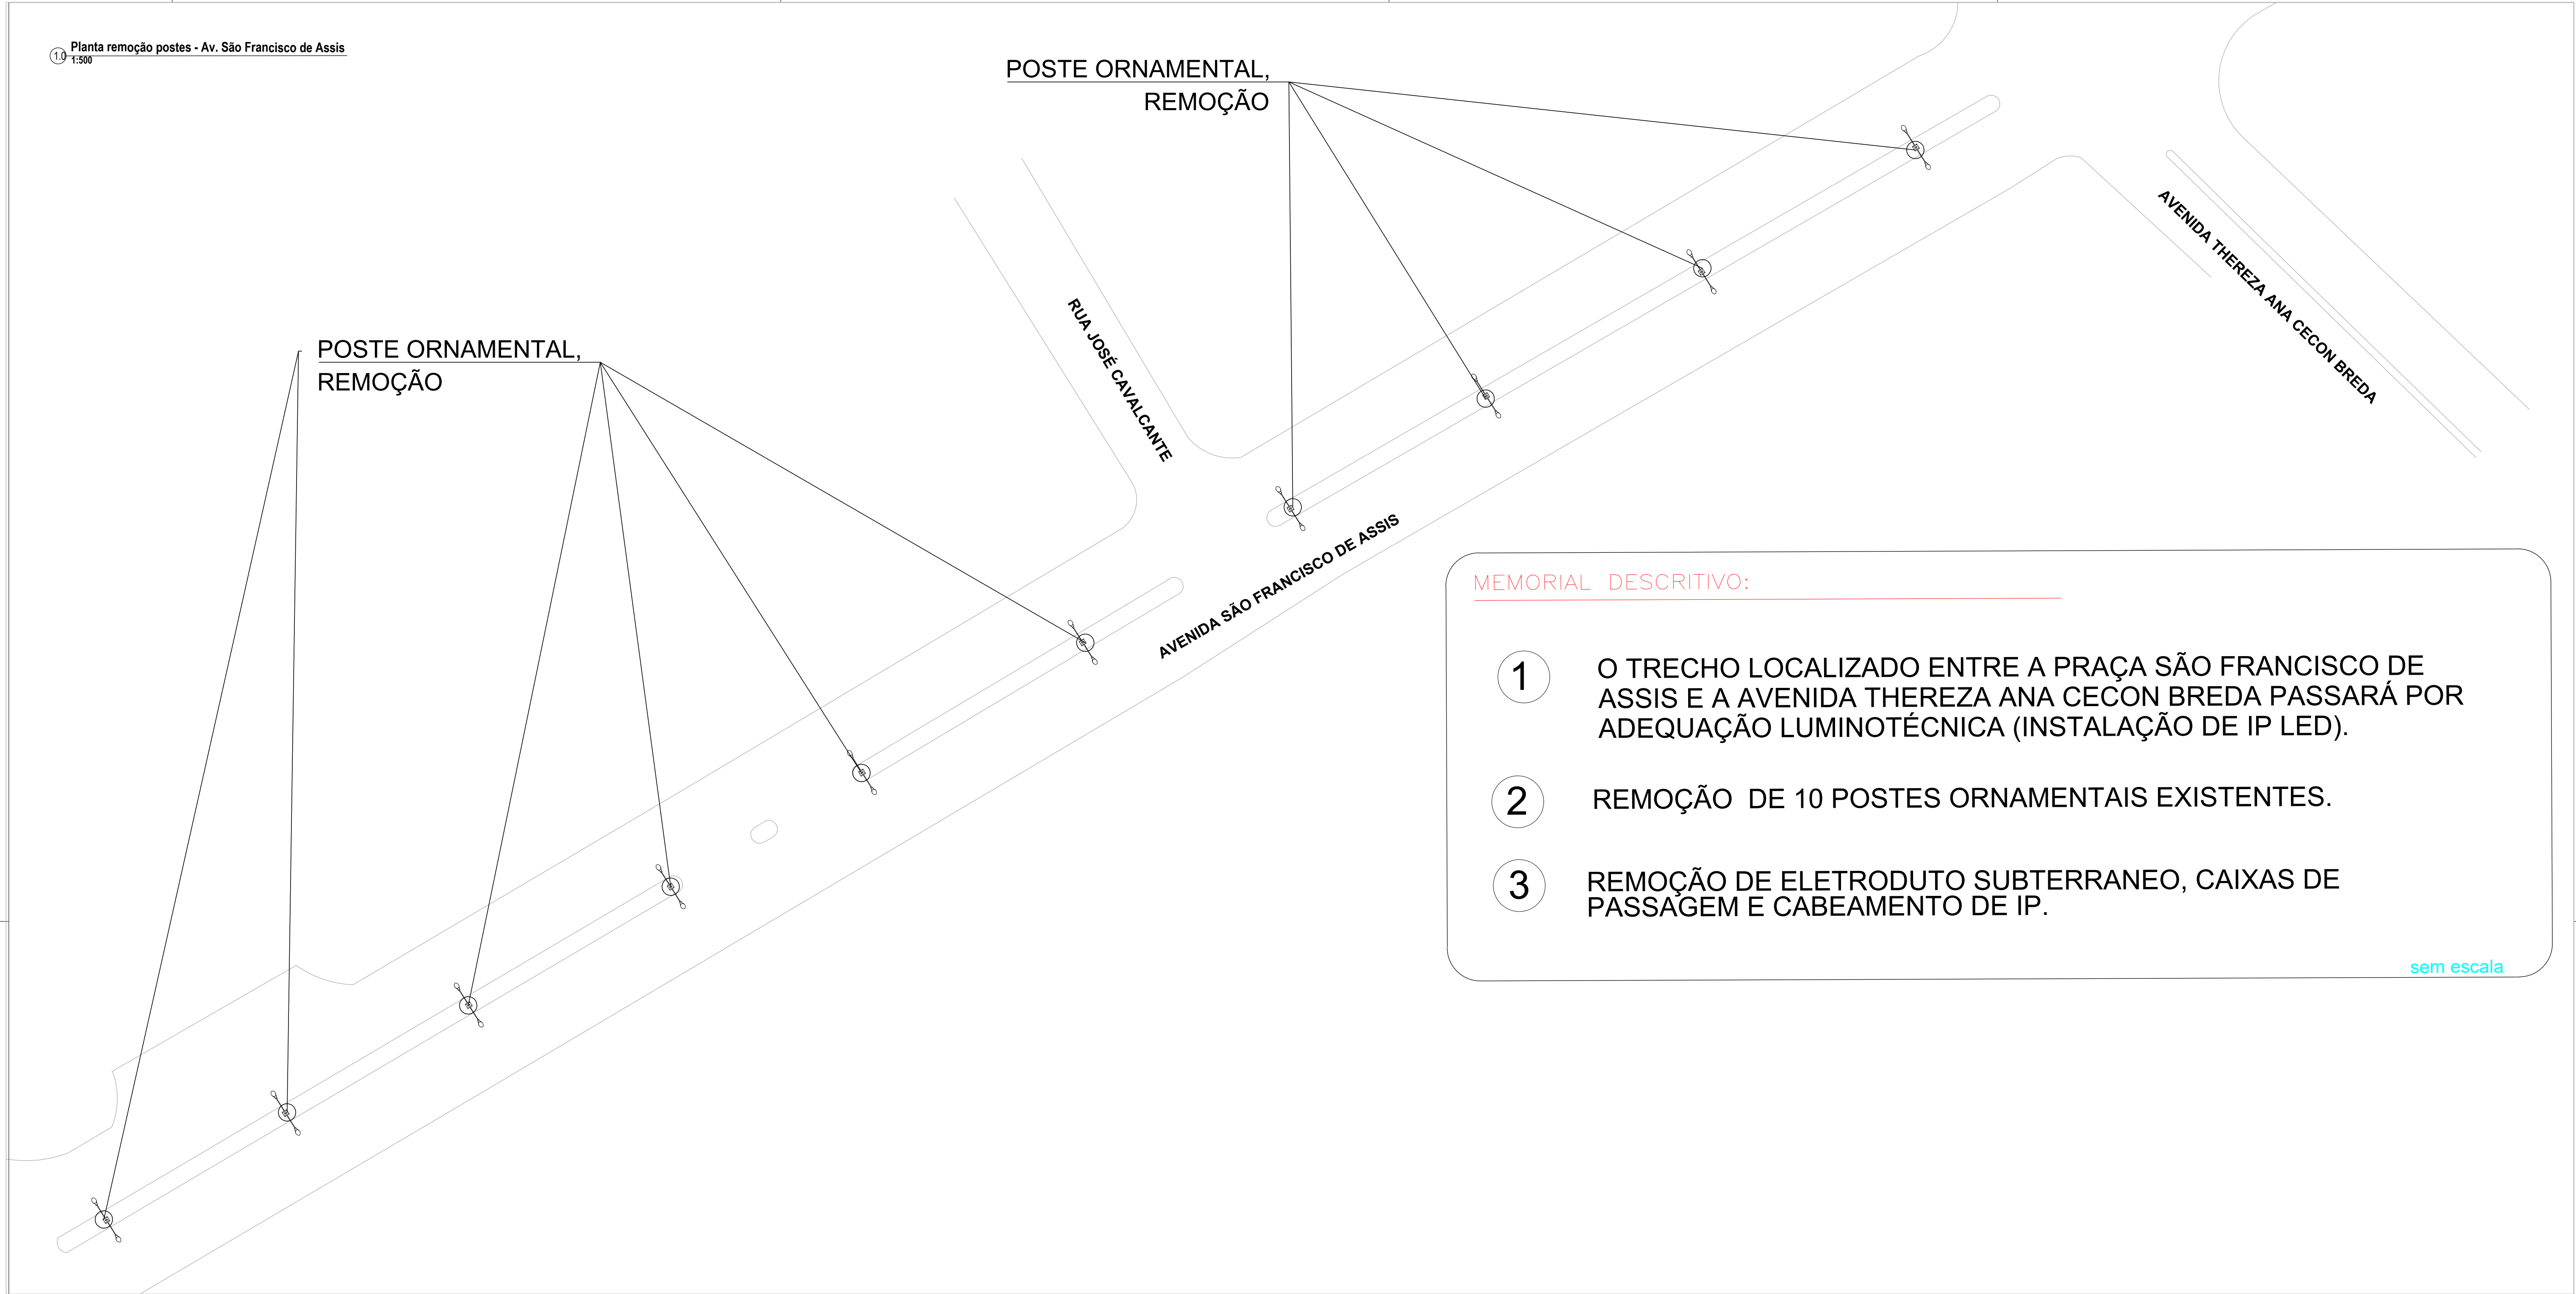 1.0
Planta remoção postes - Av. São Francisco de Assis
1:500
POSTE ORNAMENTAL,
REMOÇÃO
POSTE ORNAMENTAL,
REMOÇÃO
RUA JOSÉ CAVALCANTE
AVENIDA THEREZA ANA CECON BREDA
AVENIDA SÃO FRANCISCO DE ASSIS
MEMORIAL DESCRITIVO:
1 O TRECHO LOCALIZADO ENTRE A PRAÇA SÃO FRANCISCO DE
ASSIS E A AVENIDA THEREZA ANA CECON BREDA PASSARÁ POR
ADEQUAÇÃO LUMINOTÉCNICA (INSTALAÇÃO DE IP LED).
2 REMOÇÃO DE 10 POSTES ORNAMENTAIS EXISTENTES.
3 REMOÇÃO DE ELETRODUTO SUBTERRANEO, CAIXAS DE
PASSAGEM E CABEAMENTO DE IP.
sem escala